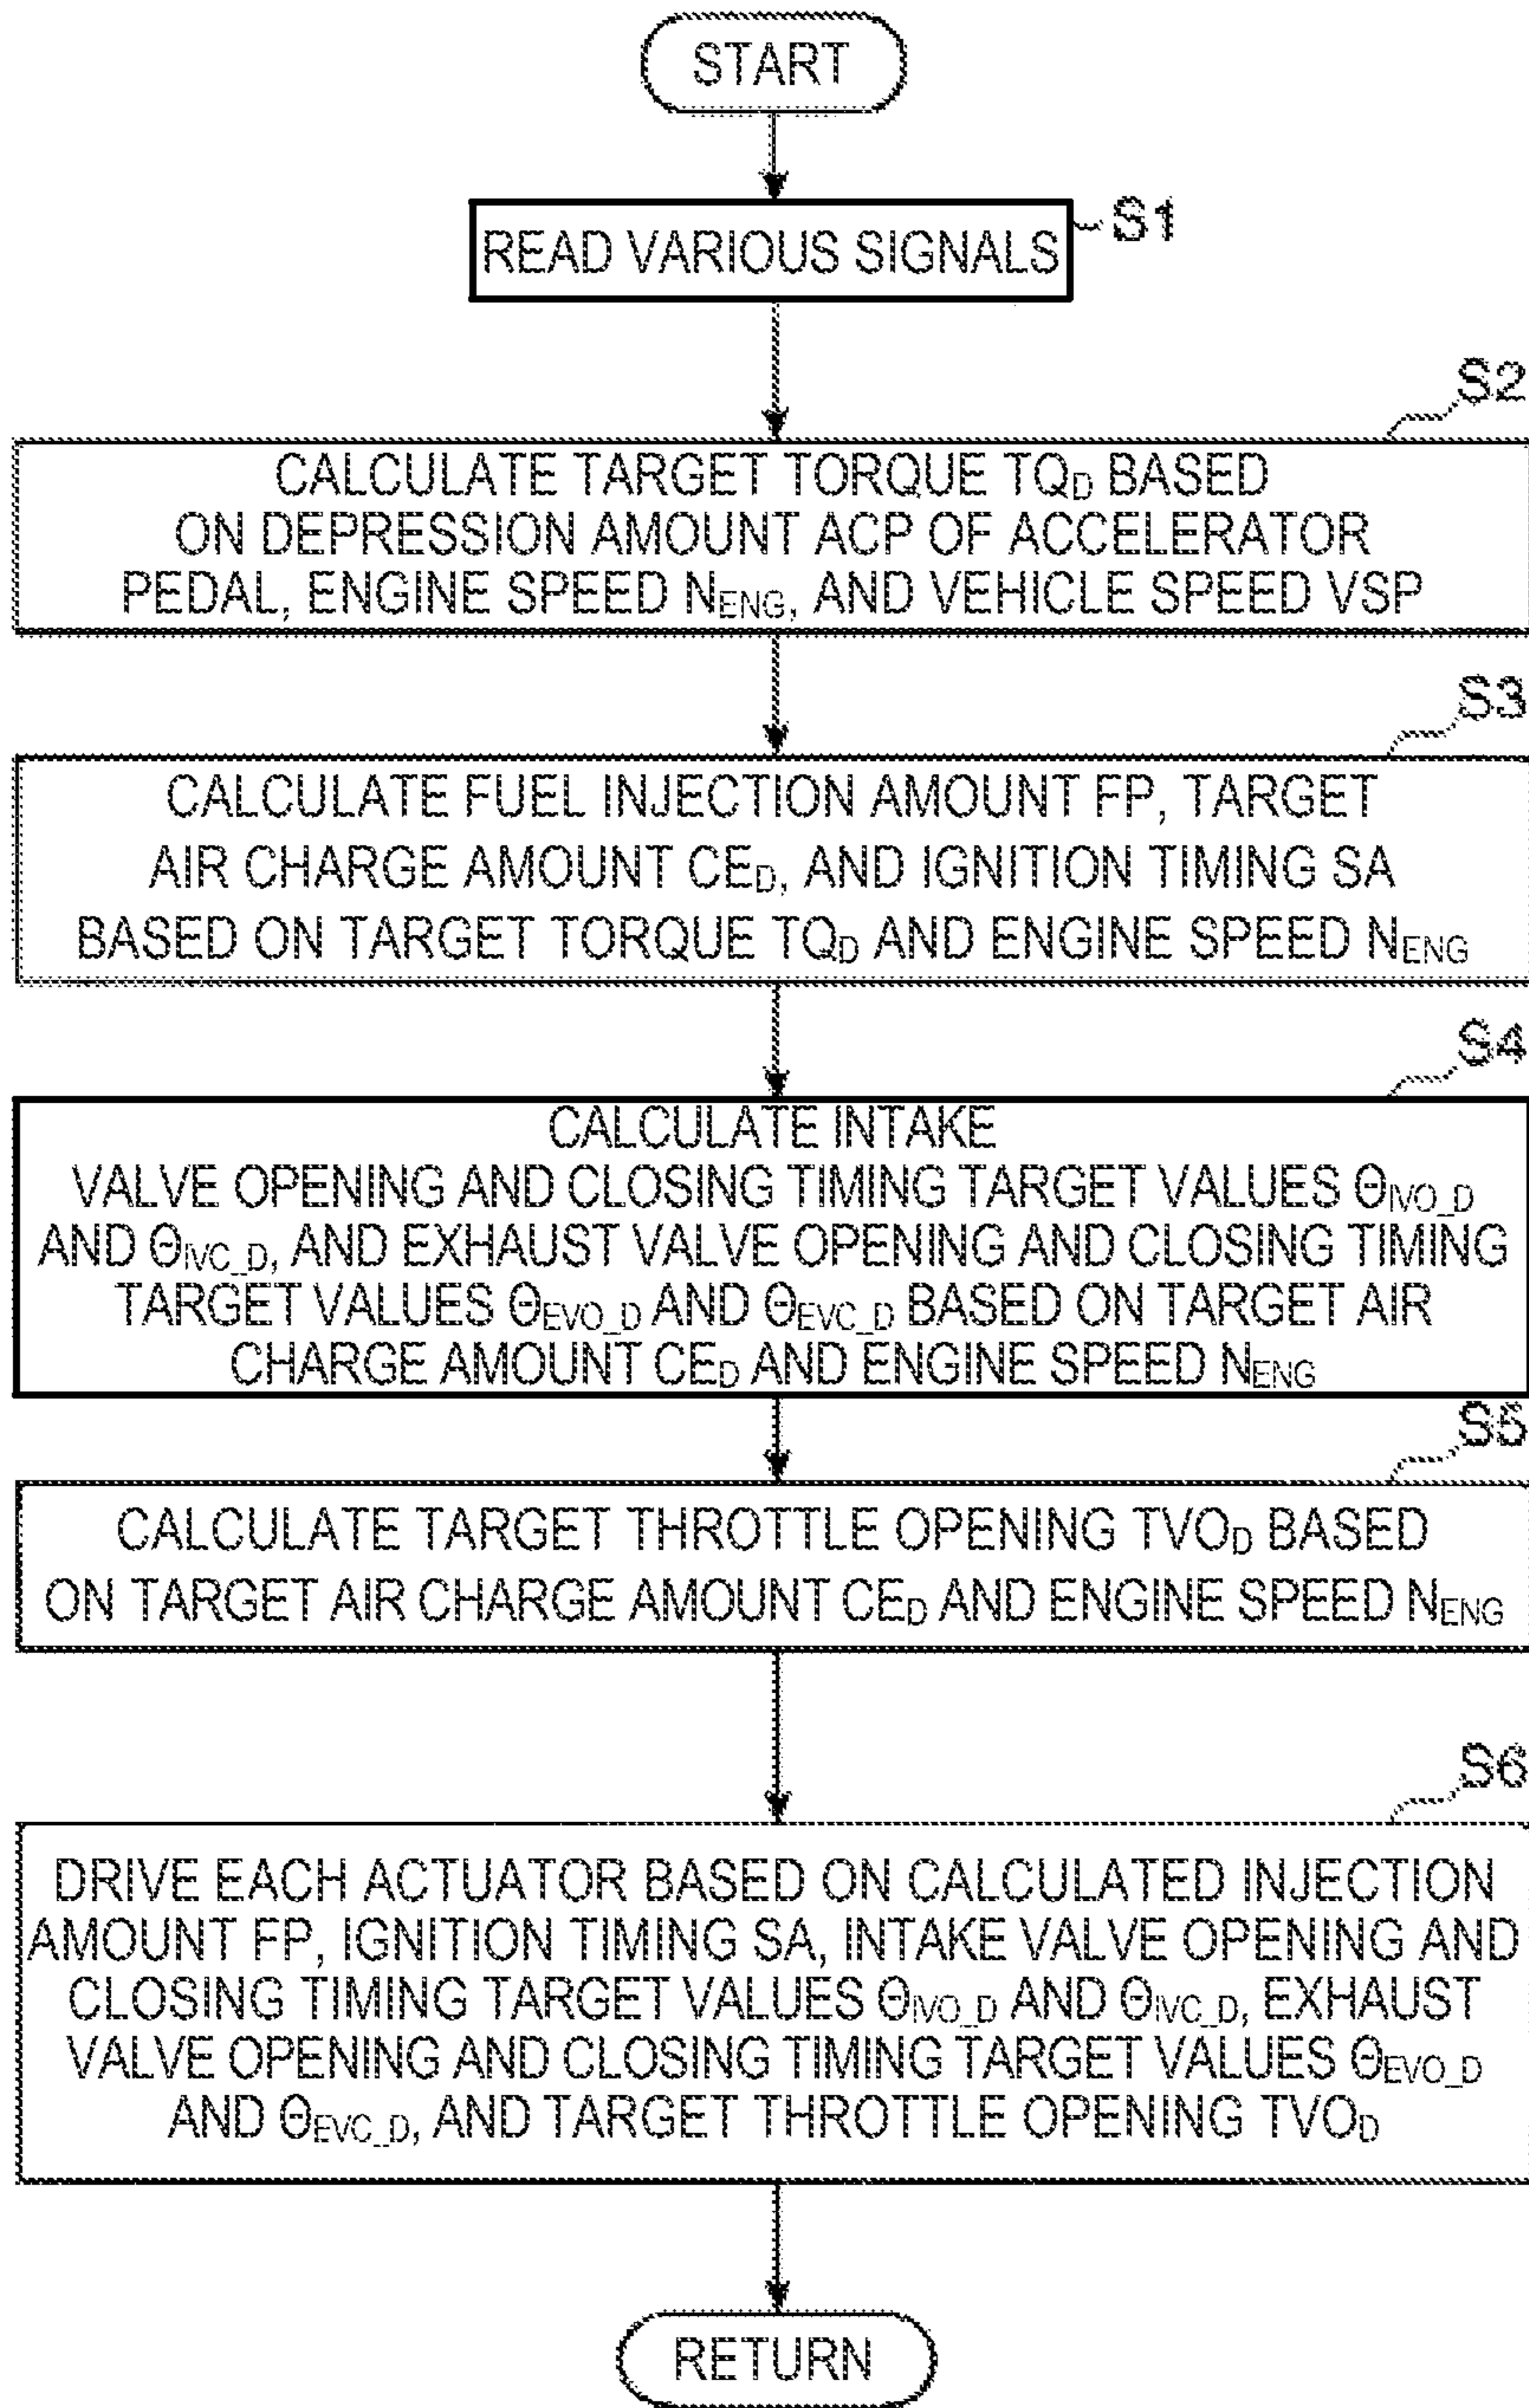 START
READ VARIOUS SIGNALS
S1
S2
CALCULATE TARGET TORQUE TQD BASED
ON DEPRESSION AMOUNT ACP OF ACCELERATOR
PEDAL, ENGINE SPEED NENG, AND VEHICLE SPEED VSP
S3
CALCULATE FUEL INJECTION AMOUNT FP, TARGET
AIR CHARGE AMOUNT CED, AND IGNITION TIMING SA
BASED ON TARGET TORQUE TQD AND ENGINE SPEED NENG
S4
CALCULATE INTAKE
VALVE OPENING AND CLOSING TIMING TARGET VALUES ΘIVO_D
AND ΘIVC_D, AND EXHAUST VALVE OPENING AND CLOSING TIMING
TARGET VALUES ΘEVO_D AND ΘEVC_D BASED ON TARGET AIR
CHARGE AMOUNT CED AND ENGINE SPEED NENG
S5
CALCULATE TARGET THROTTLE OPENING TVOD BASED
ON TARGET AIR CHARGE AMOUNT CED AND ENGINE SPEED NENG
S6
DRIVE EACH ACTUATOR BASED ON CALCULATED INJECTION
AMOUNT FP, IGNITION TIMING SA, INTAKE VALVE OPENING AND
CLOSING TIMING TARGET VALUES ΘIVO_D AND ΘIVC_D, EXHAUST
VALVE OPENING AND CLOSING TIMING TARGET VALUES ΘEVO_D
AND ΘEVC_D, AND TARGET THROTTLE OPENING TVOD
RETURN